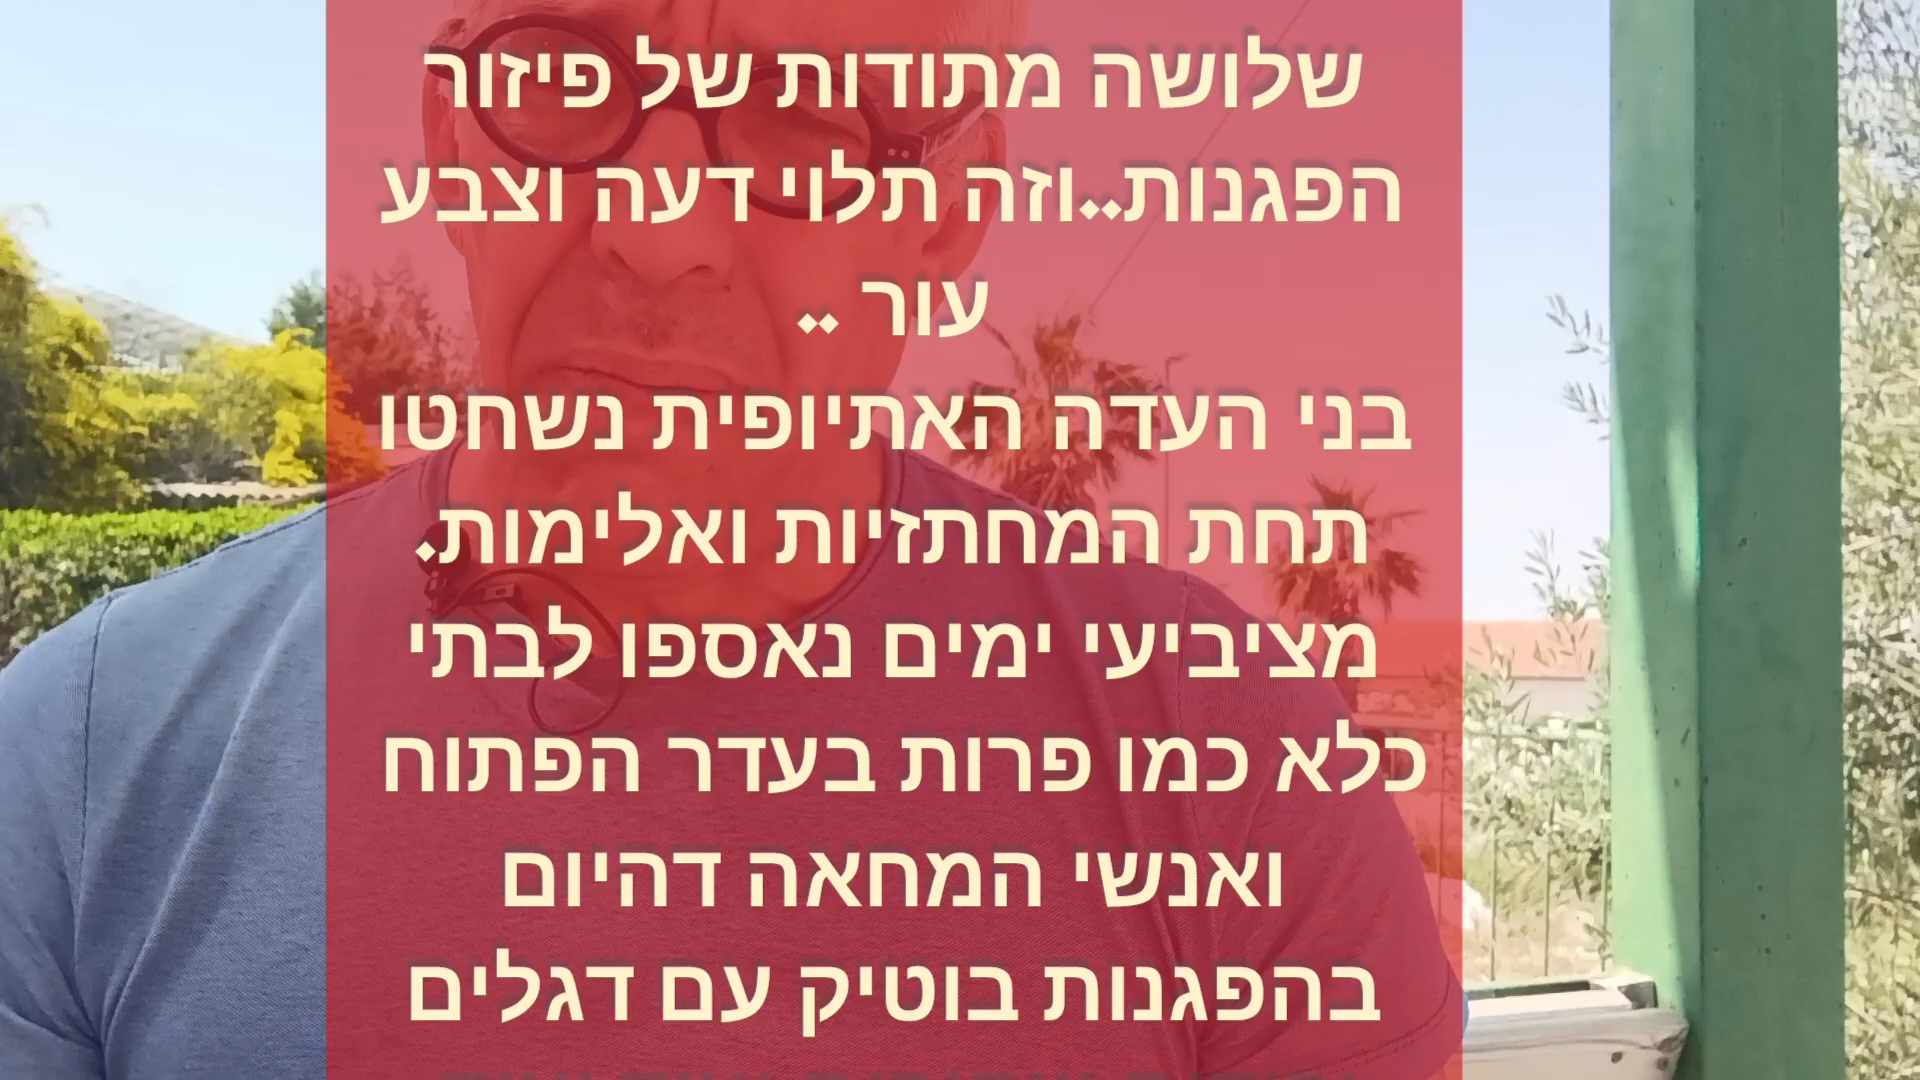 שלושה מתודות של פיזור
הפגנות..וזה תלוי דעה וצבע
עור ..
בני העדה האתיופית נשחטו
תחת המחתזיות ואלימות.
מציביעי ימים נאספו לבתי
כלא כמו פרות בעדר הפתוח
ואנשי המחאה דהיום
בהפגנות בוטיק עם דגלים